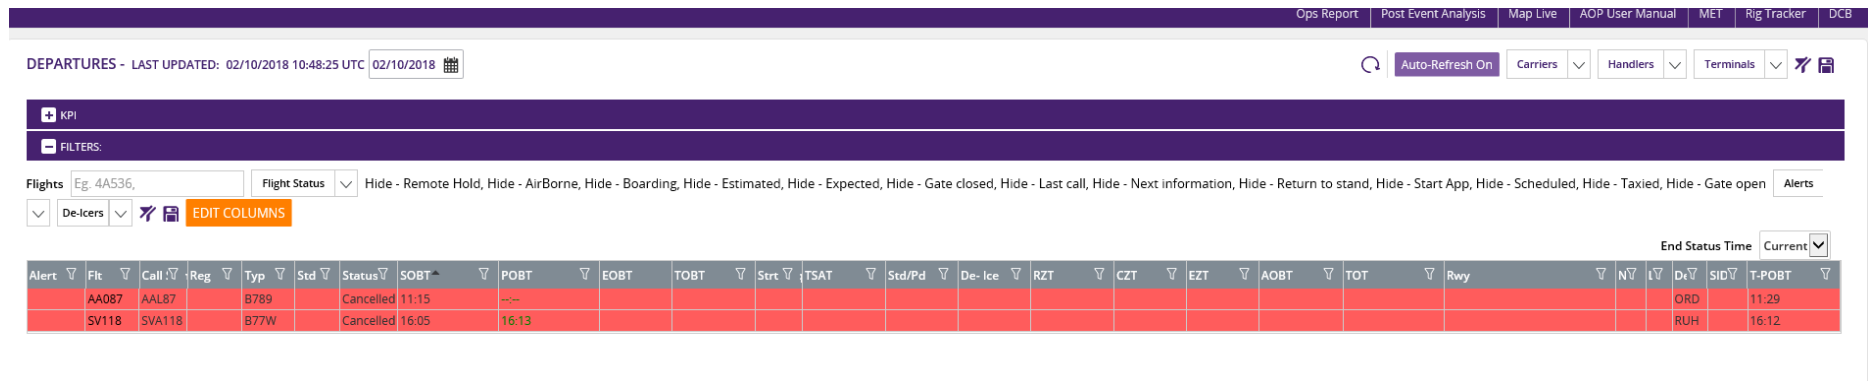 Ops Report Post Event Analysis Map Live AOP User Manual MET Rig Tracker DCB
DEPARTURES - LAST UPDATED: 02/10/2018 10:48:25 UTC 02/10/2018 Auto-Refresh On Carriers Handlers Terminals
KPI
FILTERS:
Flights Eg. 4A536, Flight Status Hide - Remote Hold, Hide - AirBorne, Hide - Boarding, Hide - Estimated, Hide - Expected, Hide - Gate closed, Hide - Last call, Hide - Next information, Hide - Return to stand, Hide - Start App, Hide - Scheduled, Hide - Taxied, Hide - Gate open Alerts
De-Icers EDIT COLUMNS
End Status Time Current
Alert Flt Call Reg Typ Std Status SOBT POBT EOBT TOBT Strt TSAT Std/Pd De- Ice RZT CZT EZT AOBT TOT Rwy N De SID T-POBT
AA087 AAL87 B789 Cancelled 11:15 --:-- ORD 11:29
SV118 SVA118 B77W Cancelled 16:05 16:13 RUH 16:12